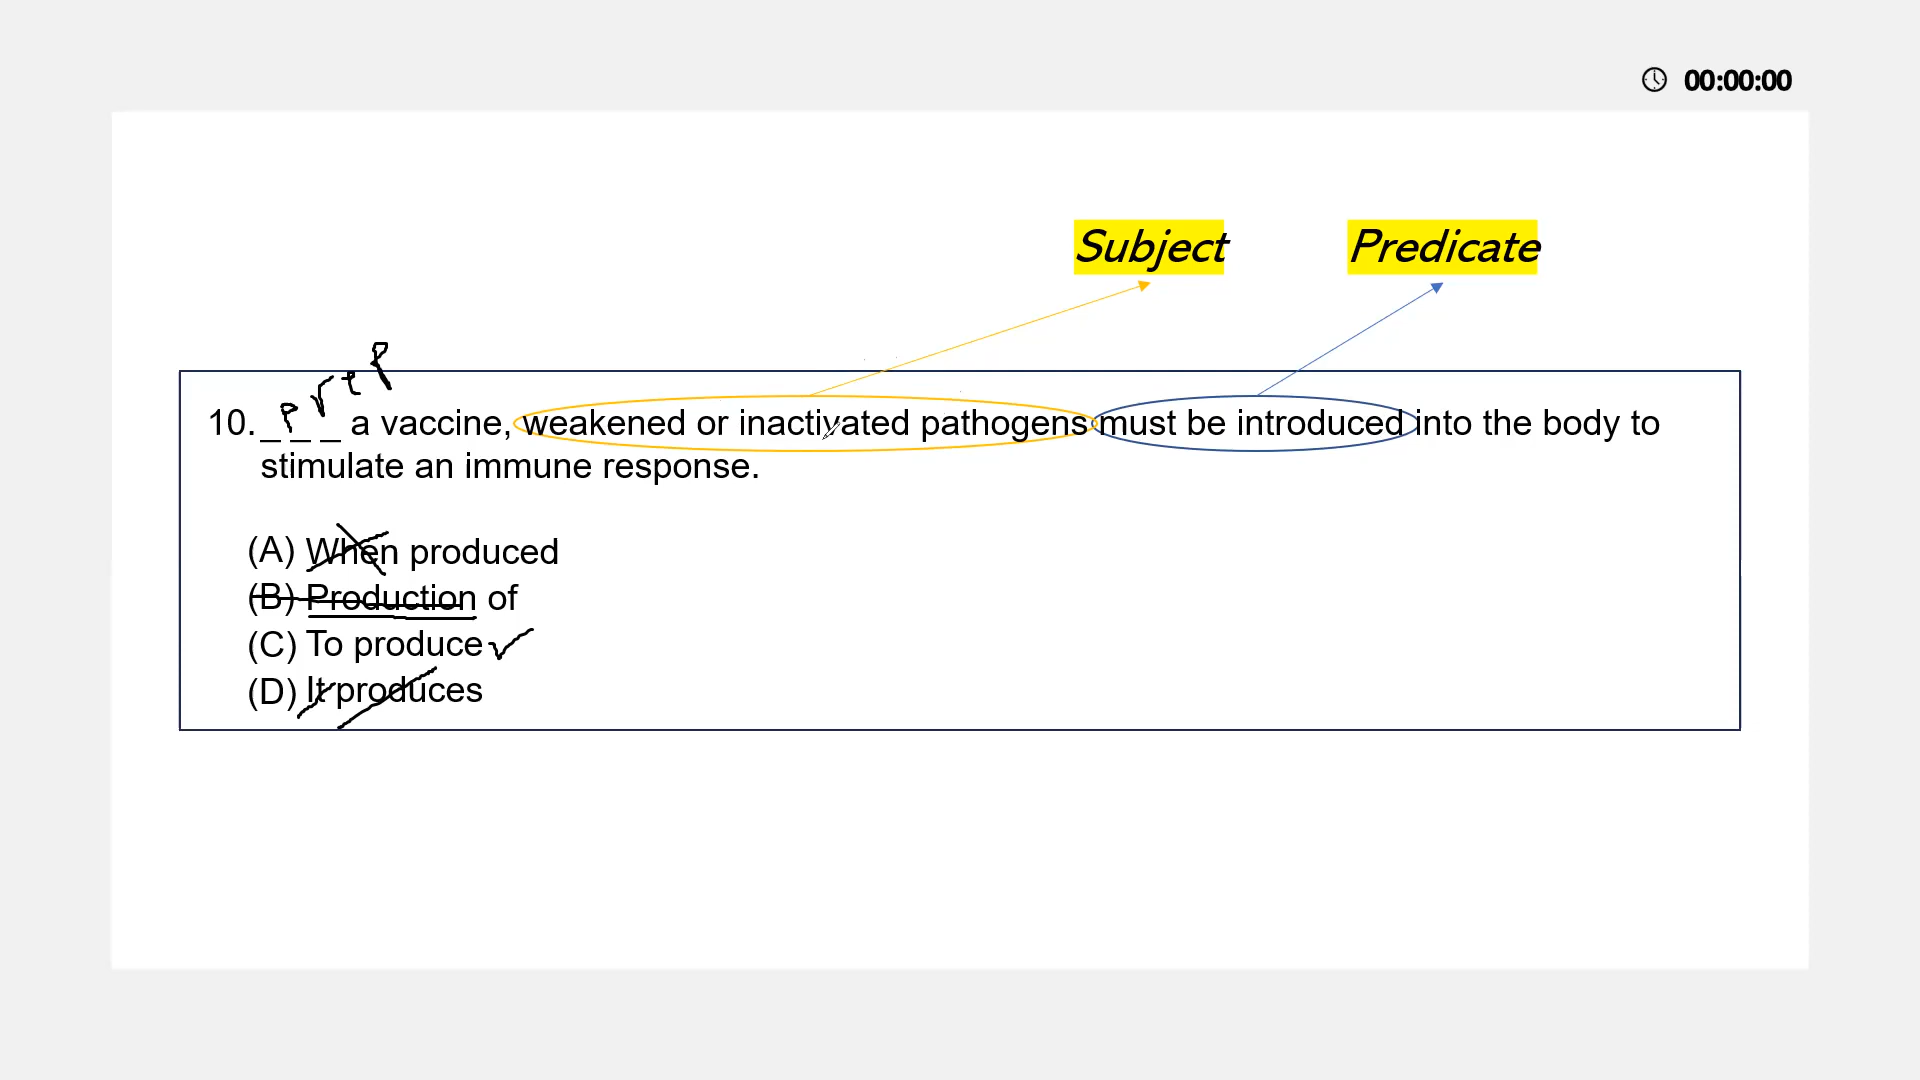 00:00:00
Subject Predicate
pref
10. _ _ _ a vaccine, weakened or inactivated pathogens must be introduced into the body to
stimulate an immune response.
(A) When produced
(B) Production of
(C) To produce ✓
(D) It produces